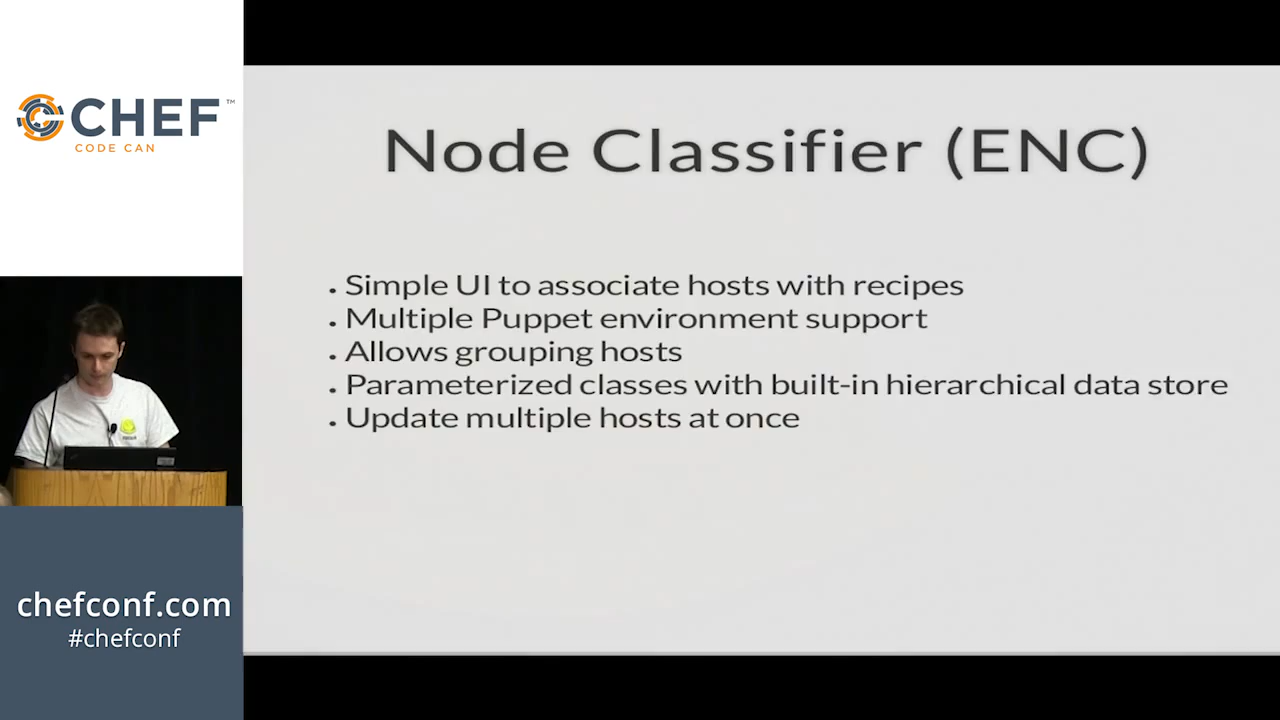 CHEF™
CODE CAN
Node Classifier (ENC)
• Simple UI to associate hosts with recipes
• Multiple Puppet environment support
• Allows grouping hosts
• Parameterized classes with built-in hierarchical data store
• Update multiple hosts at once
chefconf.com
#chefconf